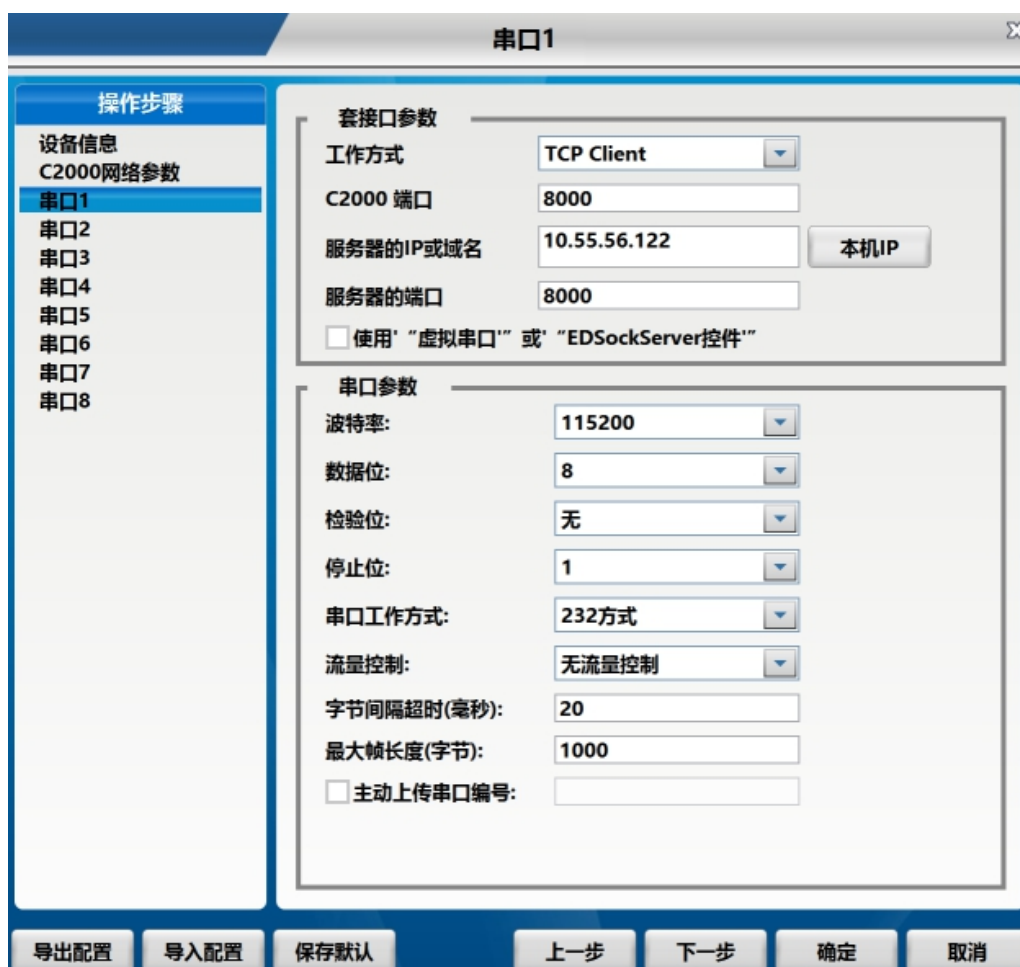 串口1
操作步骤
设备信息
C2000网络参数
串口1
串口2
串口3
串口4
串口5
串口6
串口7
串口8
套接口参数
工作方式 TCP Client
C2000 端口 8000
服务器的IP或域名 10.55.56.122 本机IP
服务器的端口 8000
使用'“虚拟串口'”或'“EDSockServer控件'”
串口参数
波特率: 115200
数据位: 8
检验位: 无
停止位: 1
串口工作方式: 232方式
流量控制: 无流量控制
字节间隔超时(毫秒): 20
最大帧长度(字节): 1000
主动上传串口编号:
导出配置 导入配置 保存默认 上一步 下一步 确定 取消